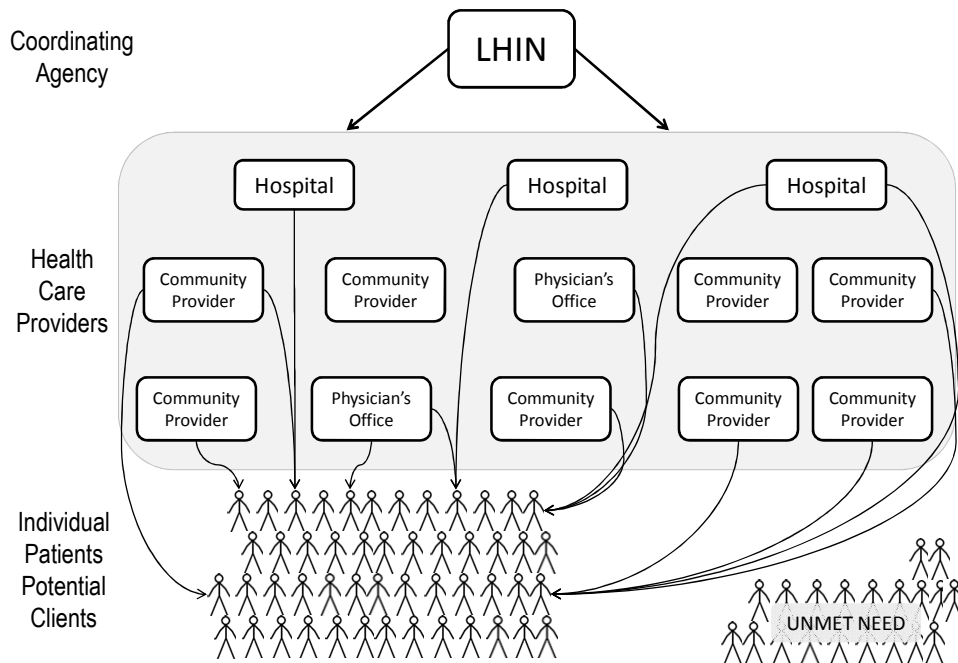 Coordinating
Agency
LHIN
Hospital
Hospital
Hospital
Health
Care
Providers
Community
Provider
Community
Provider
Physician's
Office
Community
Provider
Community
Provider
Community
Provider
Physician's
Office
Community
Provider
Community
Provider
Community
Provider
Individual
Patients
Potential
Clients
UNMET NEED